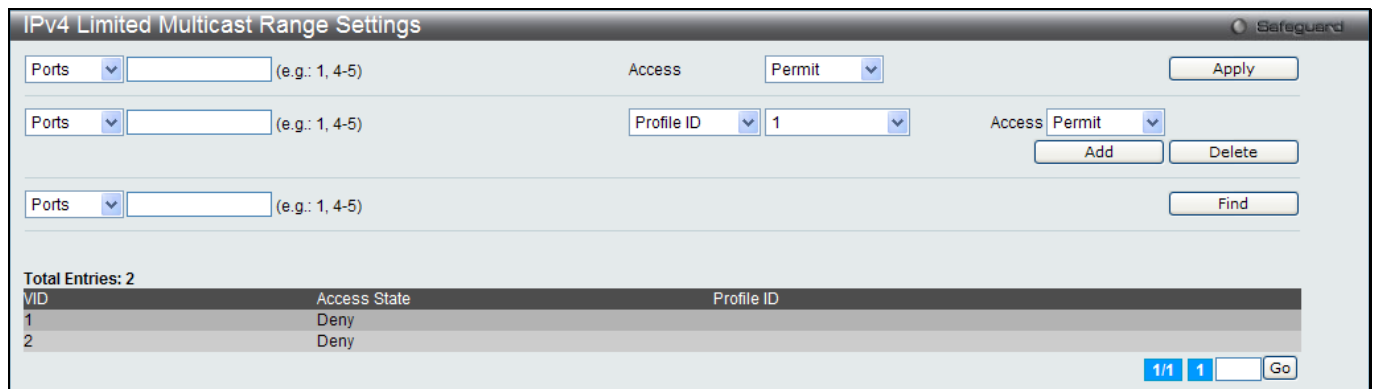 IPv4 Limited Multicast Range Settings Safeguard
Ports (e.g.: 1, 4-5) Access Permit Apply
Ports (e.g.: 1, 4-5) Profile ID 1 Access Permit
Add Delete
Ports (e.g.: 1, 4-5) Find
Total Entries: 2
VID Access State Profile ID
1 Deny
2 Deny
1/1 1 Go